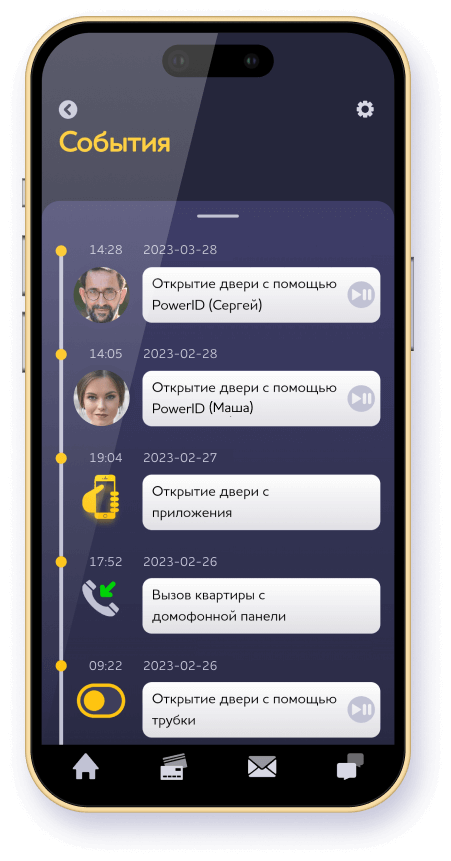 События
14:28 2023-03-28
Открытие двери с помощью
PowerID (Сергей)
14:05 2023-02-28
Открытие двери с помощью
PowerID (Маша)
19:04 2023-02-27
Открытие двери с
приложения
17:52 2023-02-26
Вызов квартиры с
домофонной панели
09:22 2023-02-26
Открытие двери с помощью
трубки